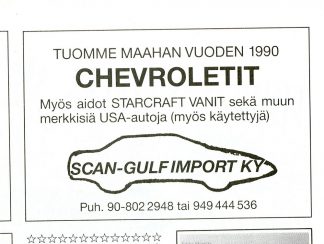 TUOMME MAAHAN VUODEN 1990
CHEVROLETIT
Myös aidot STARCRAFT VANIT sekä muun
merkkisiä USA-autoja (myös käytettyjä)
SCAN-GULF IMPORT KY
Puh. 90-802 2948 tai 949 444 536